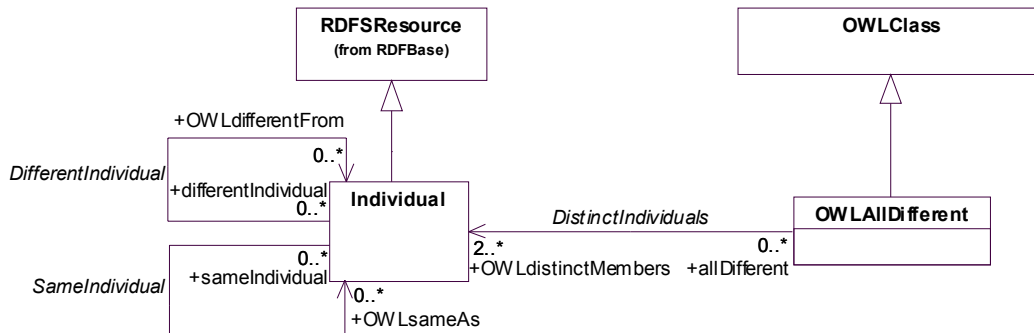 RDFSResource
(from RDFBase)
OWLClass
+OWLdifferentFrom
0..*
DifferentIndividual
+differentIndividual
0..*
Individual
DistinctIndividuals
OWLAllDifferent
2..*
0..*
+OWLdistinctMembers
+allDifferent
0..*
+sameIndividual
SameIndividual
0..*
+OWLsameAs